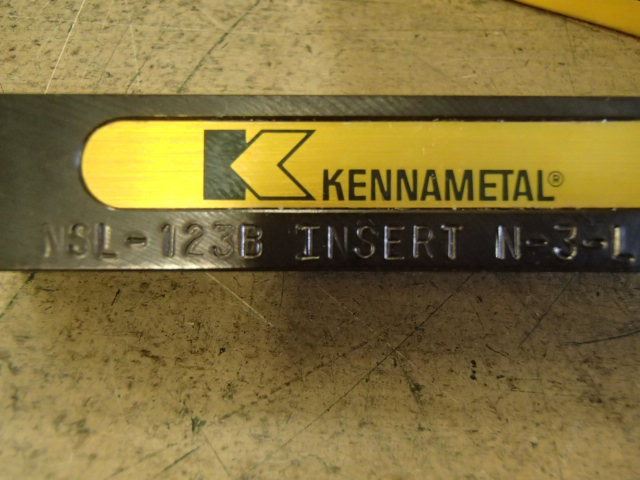 KENNAMETAL®
NSL-123B INSERT N-3-L